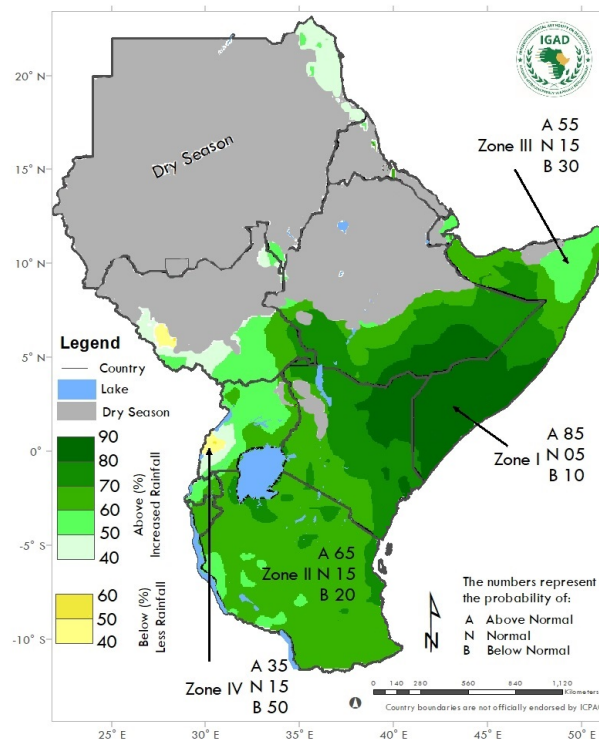 20° N
15° N
10° N
5° N
0°
-5° S
-10° S
25° E
30° E
35° E
40° E
45° E
50° E
IGAD
Dry Season
A 55
Zone III N 15
B 30
A 85
Zone I N 05
B 10
A 65
Zone II N 15
B 20
A 35
Zone IV N 15
B 50
Legend
Country
Lake
Dry Season
90
80
70
60
50
40
Above (%)
Increased Rainfall
60
50
40
Below (%)
Less Rainfall
N
The numbers represent
the probability of:
A Above Normal
N Normal
B Below Normal
0 140 280 560 840 1,120
Kilometers
Country boundaries are not officially endorsed by ICPAC